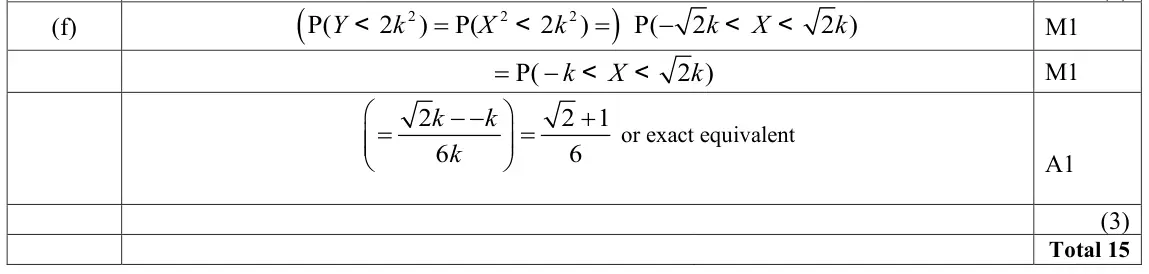 (f) (P(Y < 2k²) = P(X² < 2k²) =) P(−√2k < X < √2k) M1
= P(−k < X < √2k) M1
(= (√2k − −k)/(6k)) = (√2 + 1)/6 or exact equivalent
A1
(3)
Total 15